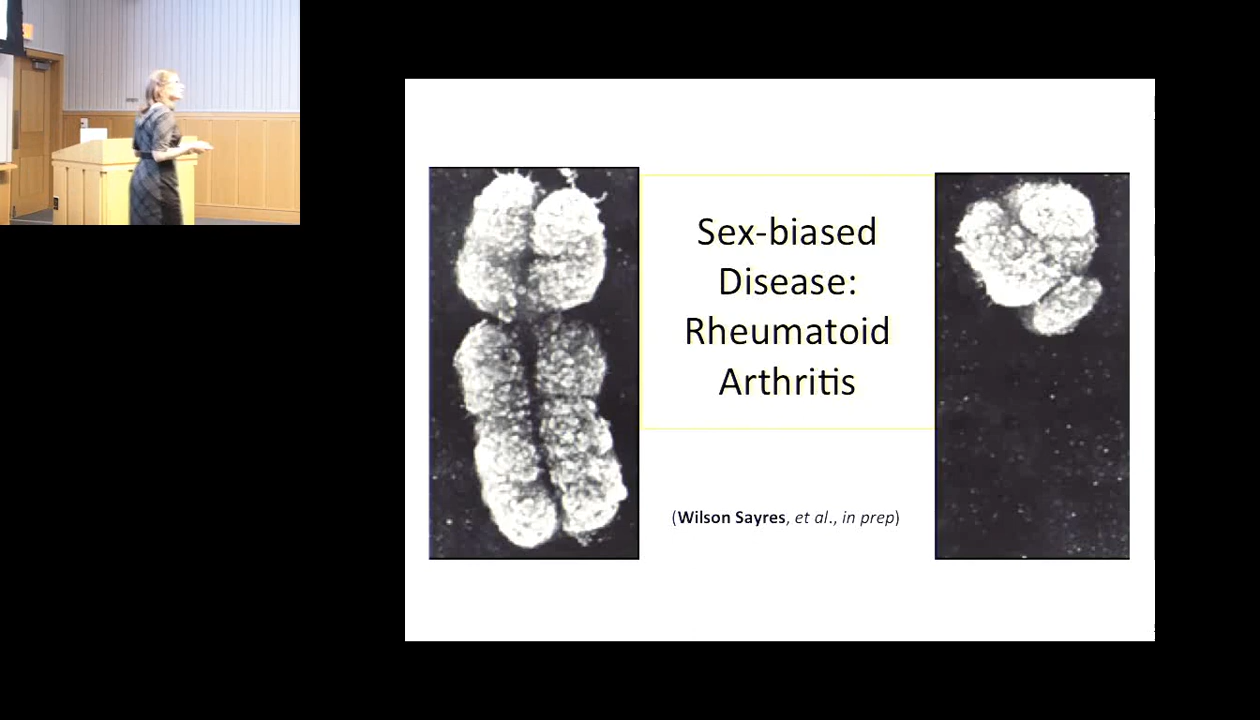 Sex-biased
Disease:
Rheumatoid
Arthritis
(Wilson Sayres, et al., in prep)